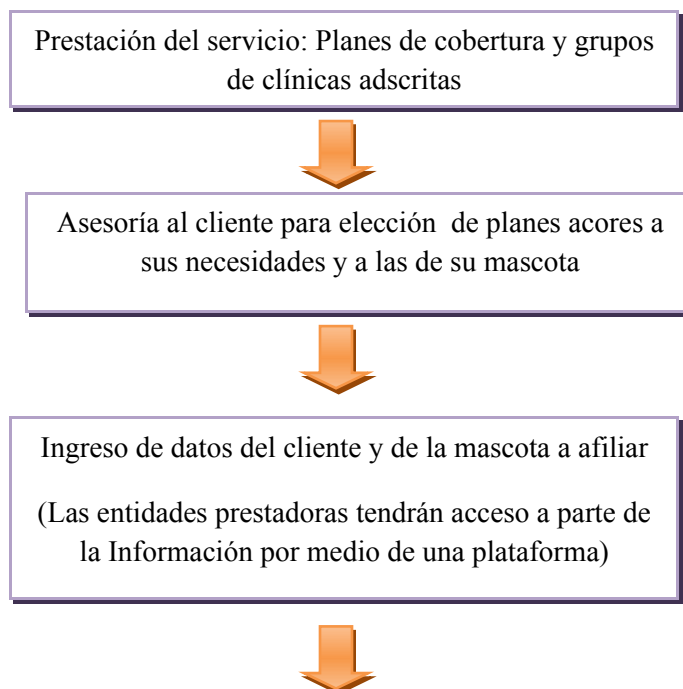 Prestación del servicio: Planes de cobertura y grupos
de clínicas adscritas
Asesoría al cliente para elección de planes acores a
sus necesidades y a las de su mascota
Ingreso de datos del cliente y de la mascota a afiliar
(Las entidades prestadoras tendrán acceso a parte de
la Información por medio de una plataforma)